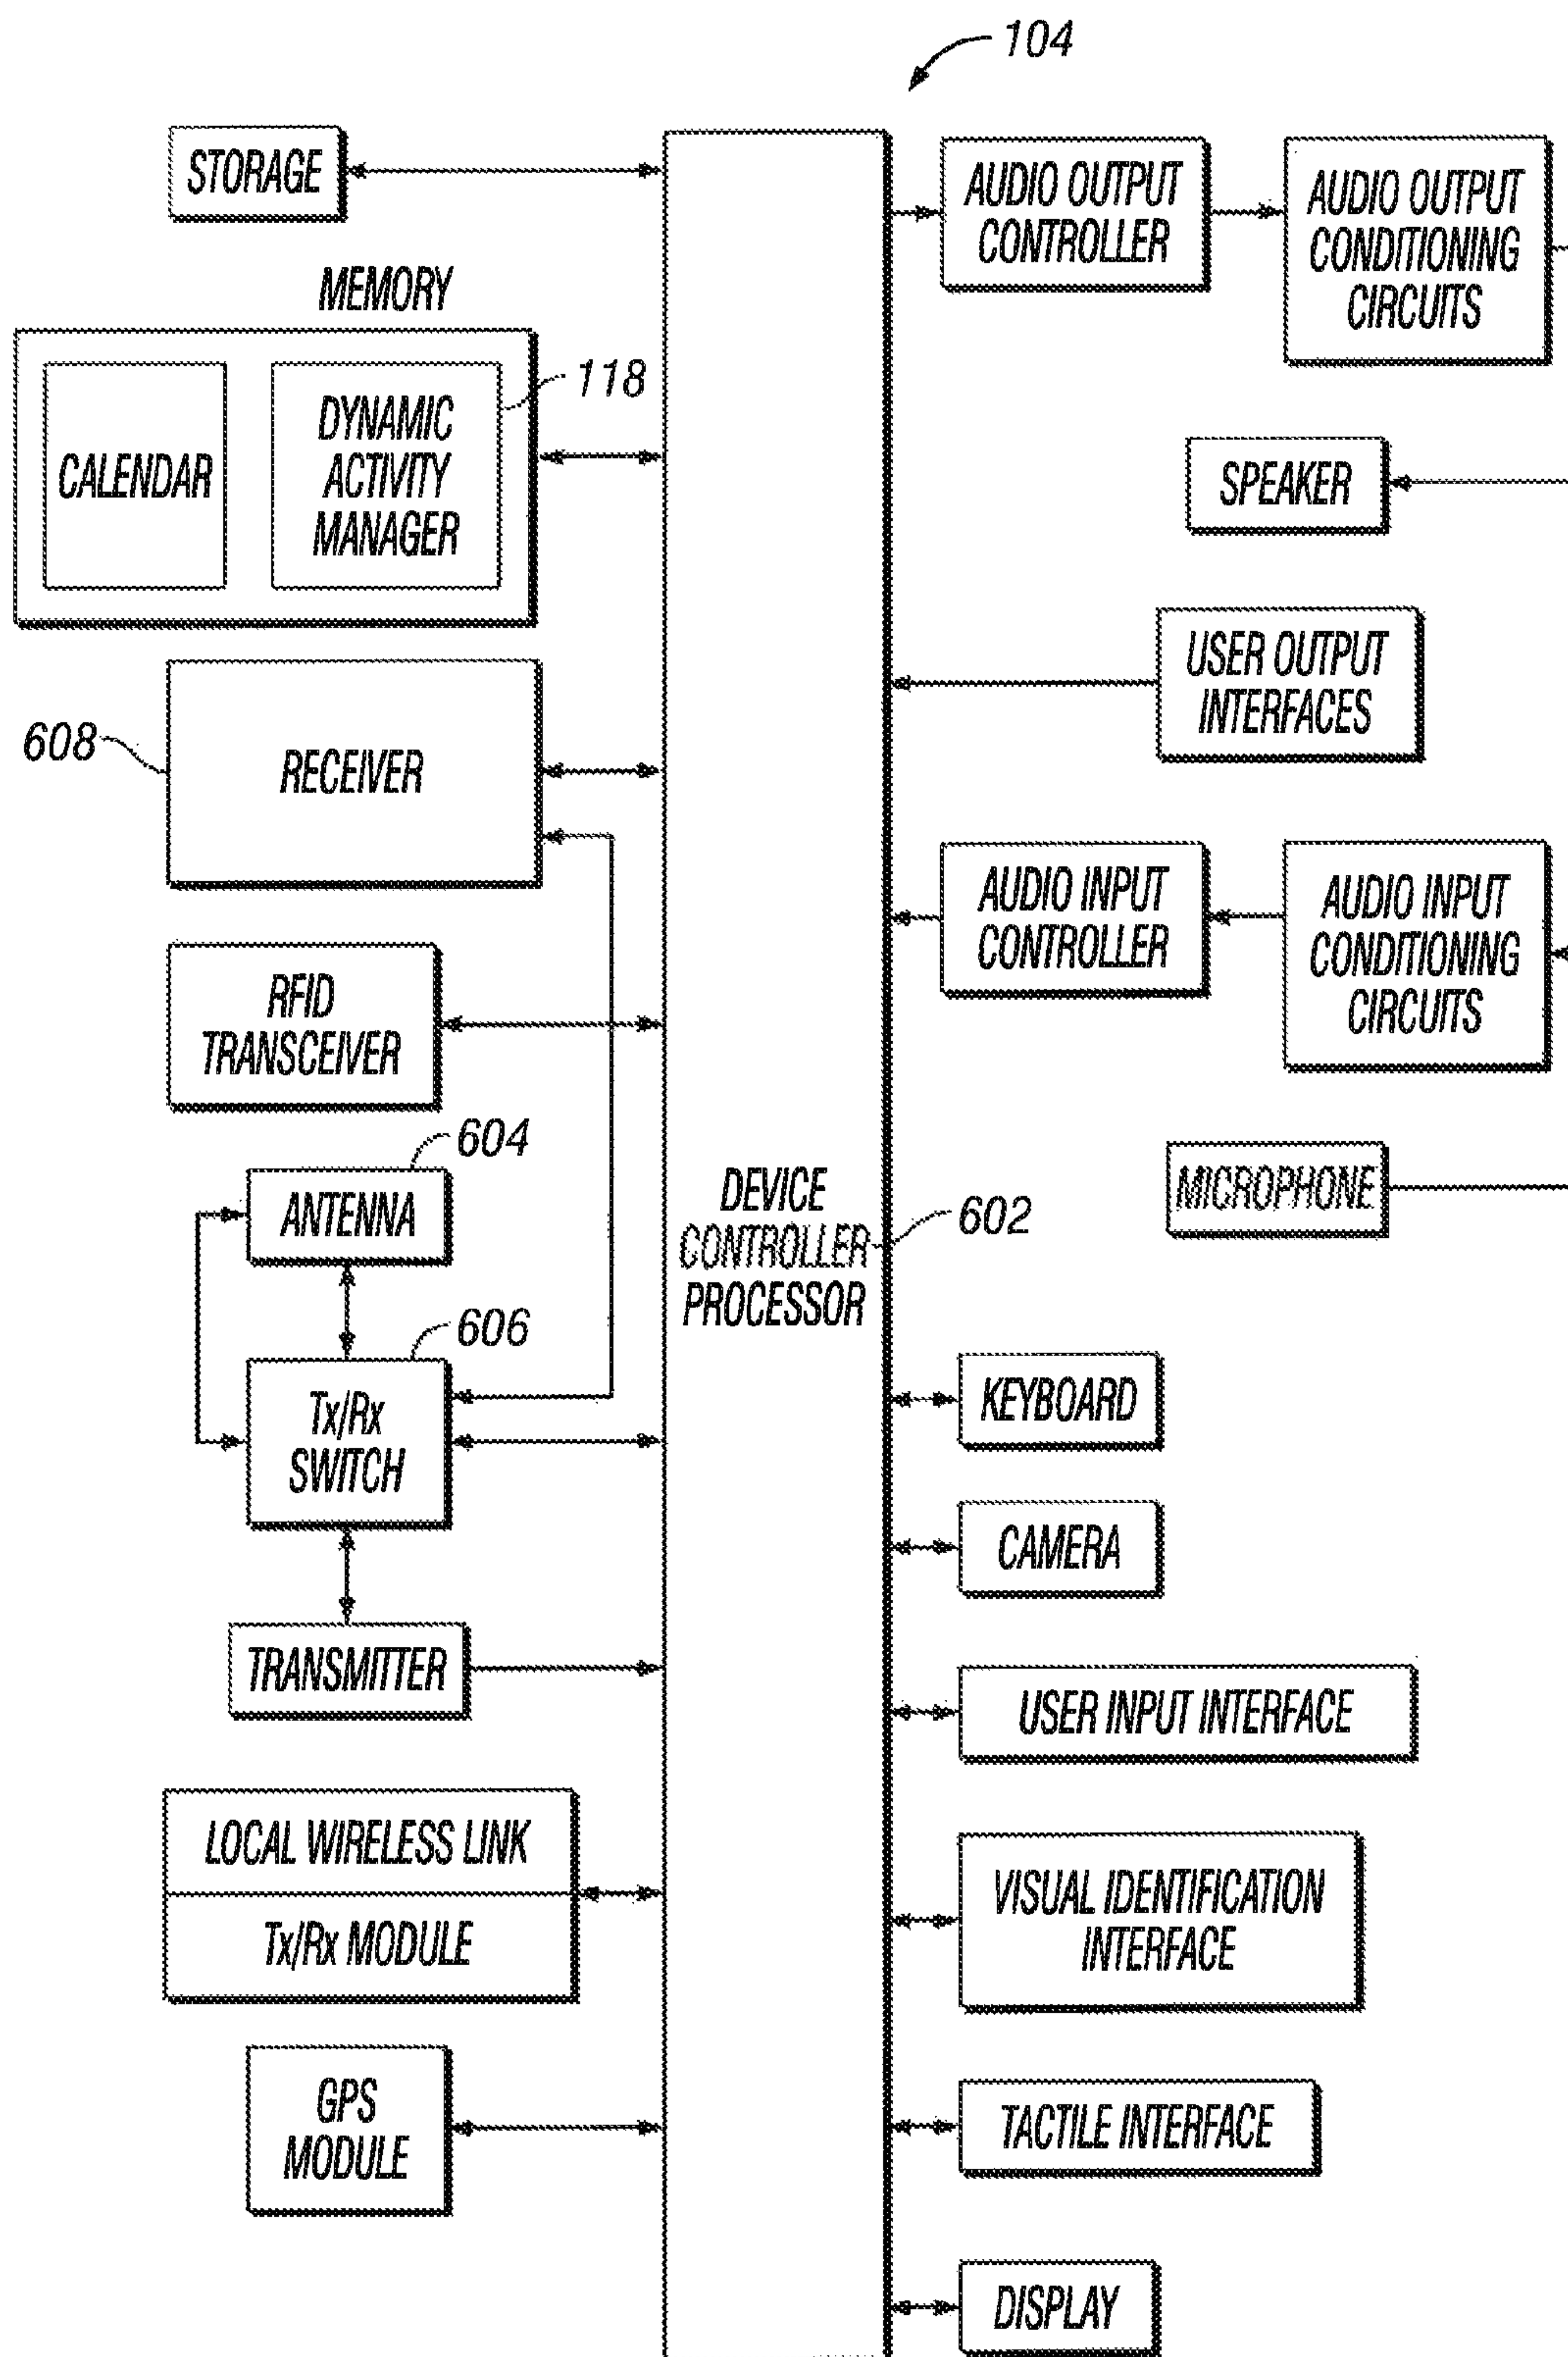 104
STORAGE
MEMORY
CALENDAR
DYNAMIC
ACTIVITY
MANAGER
118
608
RECEIVER
RFID
TRANSCEIVER
604
ANTENNA
606
Tx/Rx
SWITCH
TRANSMITTER
LOCAL WIRELESS LINK
Tx/Rx MODULE
GPS
MODULE
DEVICE
CONTROLLER
PROCESSOR
602
AUDIO OUTPUT
CONTROLLER
AUDIO OUTPUT
CONDITIONING
CIRCUITS
SPEAKER
USER OUTPUT
INTERFACES
AUDIO INPUT
CONTROLLER
AUDIO INPUT
CONDITIONING
CIRCUITS
MICROPHONE
KEYBOARD
CAMERA
USER INPUT INTERFACE
VISUAL IDENTIFICATION
INTERFACE
TACTILE INTERFACE
DISPLAY